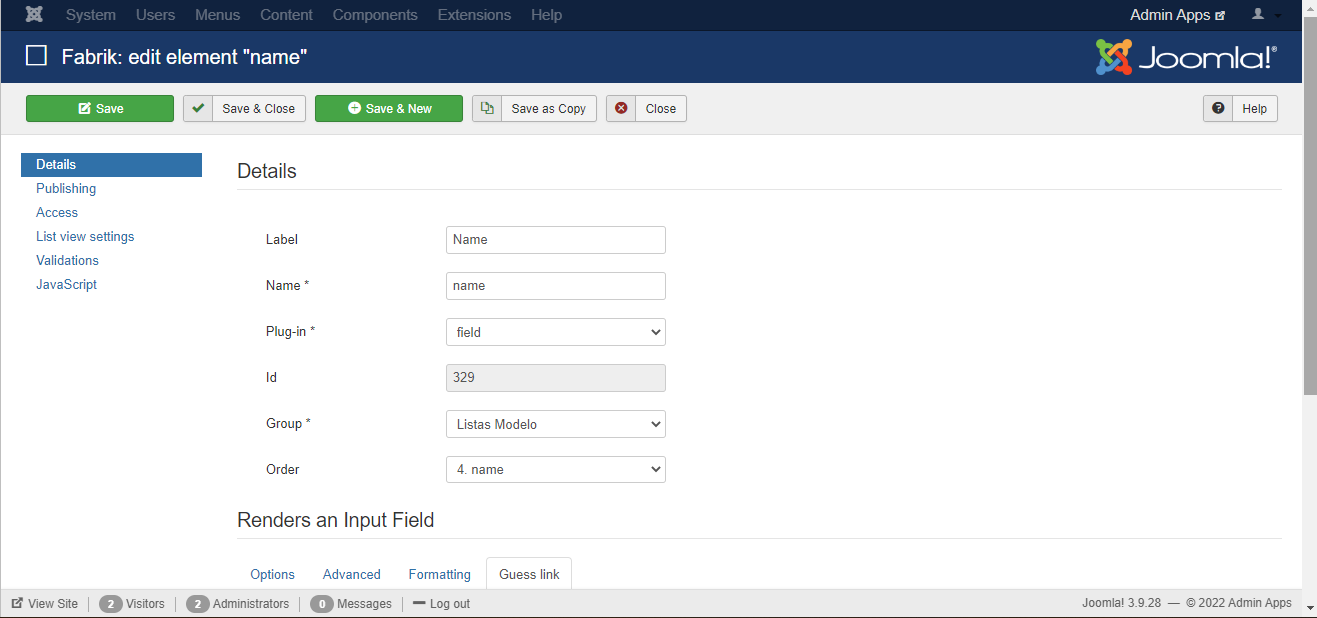 System Users Menus Content Components Extensions Help Admin Apps
Fabrik: edit element "name" Joomla!®
Save Save & Close Save & New Save as Copy Close Help
Details
Publishing
Access
List view settings
Validations
JavaScript
Details
Label Name
Name * name
Plug-in * field
Id 329
Group * Listas Modelo
Order 4. name
Renders an Input Field
Options Advanced Formatting Guess link
View Site 2 Visitors 2 Administrators 0 Messages Log out Joomla! 3.9.28 — © 2022 Admin Apps